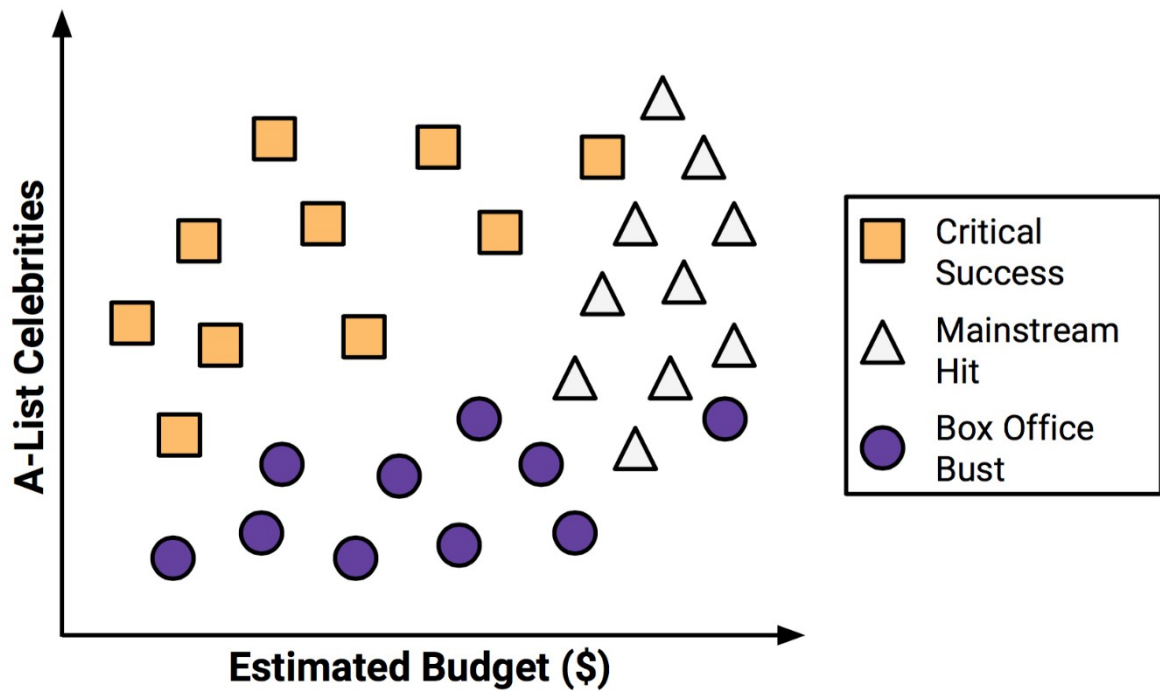 A-List Celebrities
Estimated Budget ($)
Critical
Success
Mainstream
Hit
Box Office
Bust